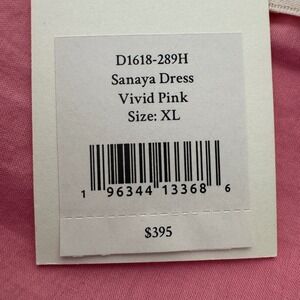 D1618-289H
Sanaya Dress
Vivid Pink
Size: XL
1 96344 13368 6
$395